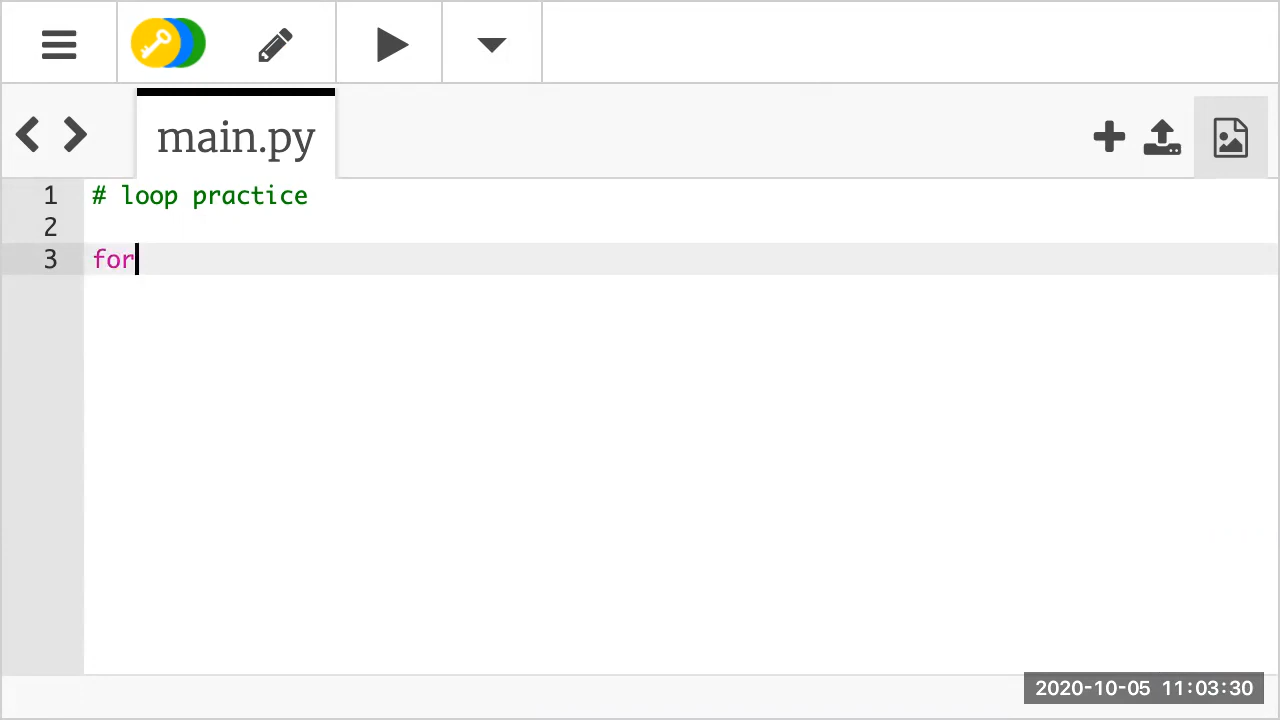 main.py
1 # loop practice
2
3 for
2020-10-05 11:03:30